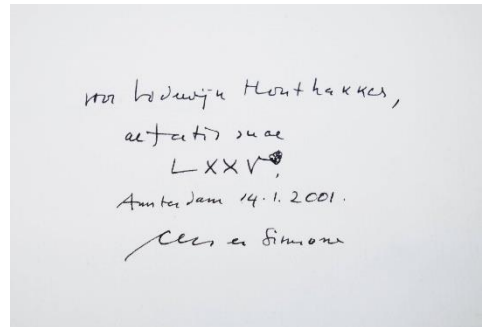 voor Lodewijk Houthakker,
aetatis suae
LXXV.
Amsterdam 14.1.2001.
Cees en Simone